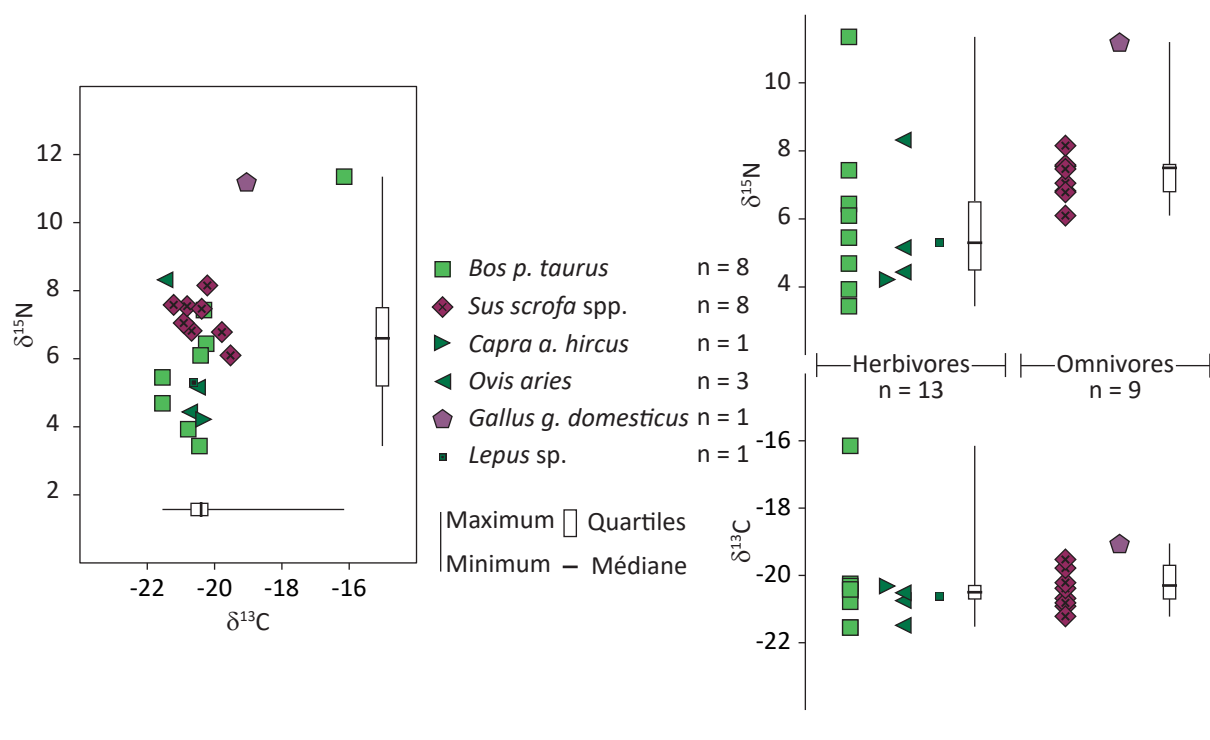 δ¹⁵N
12
10
8
6
4
2
-22
-20
-18
-16
δ¹³C
Bos p. taurus n = 8
Sus scrofa spp. n = 8
Capra a. hircus n = 1
Ovis aries n = 3
Gallus g. domesticus n = 1
Lepus sp. n = 1
Maximum Quartiles
Minimum Médiane
δ¹⁵N
10
8
6
4
Herbivores Omnivores
n = 13 n = 9
δ¹³C
-16
-18
-20
-22